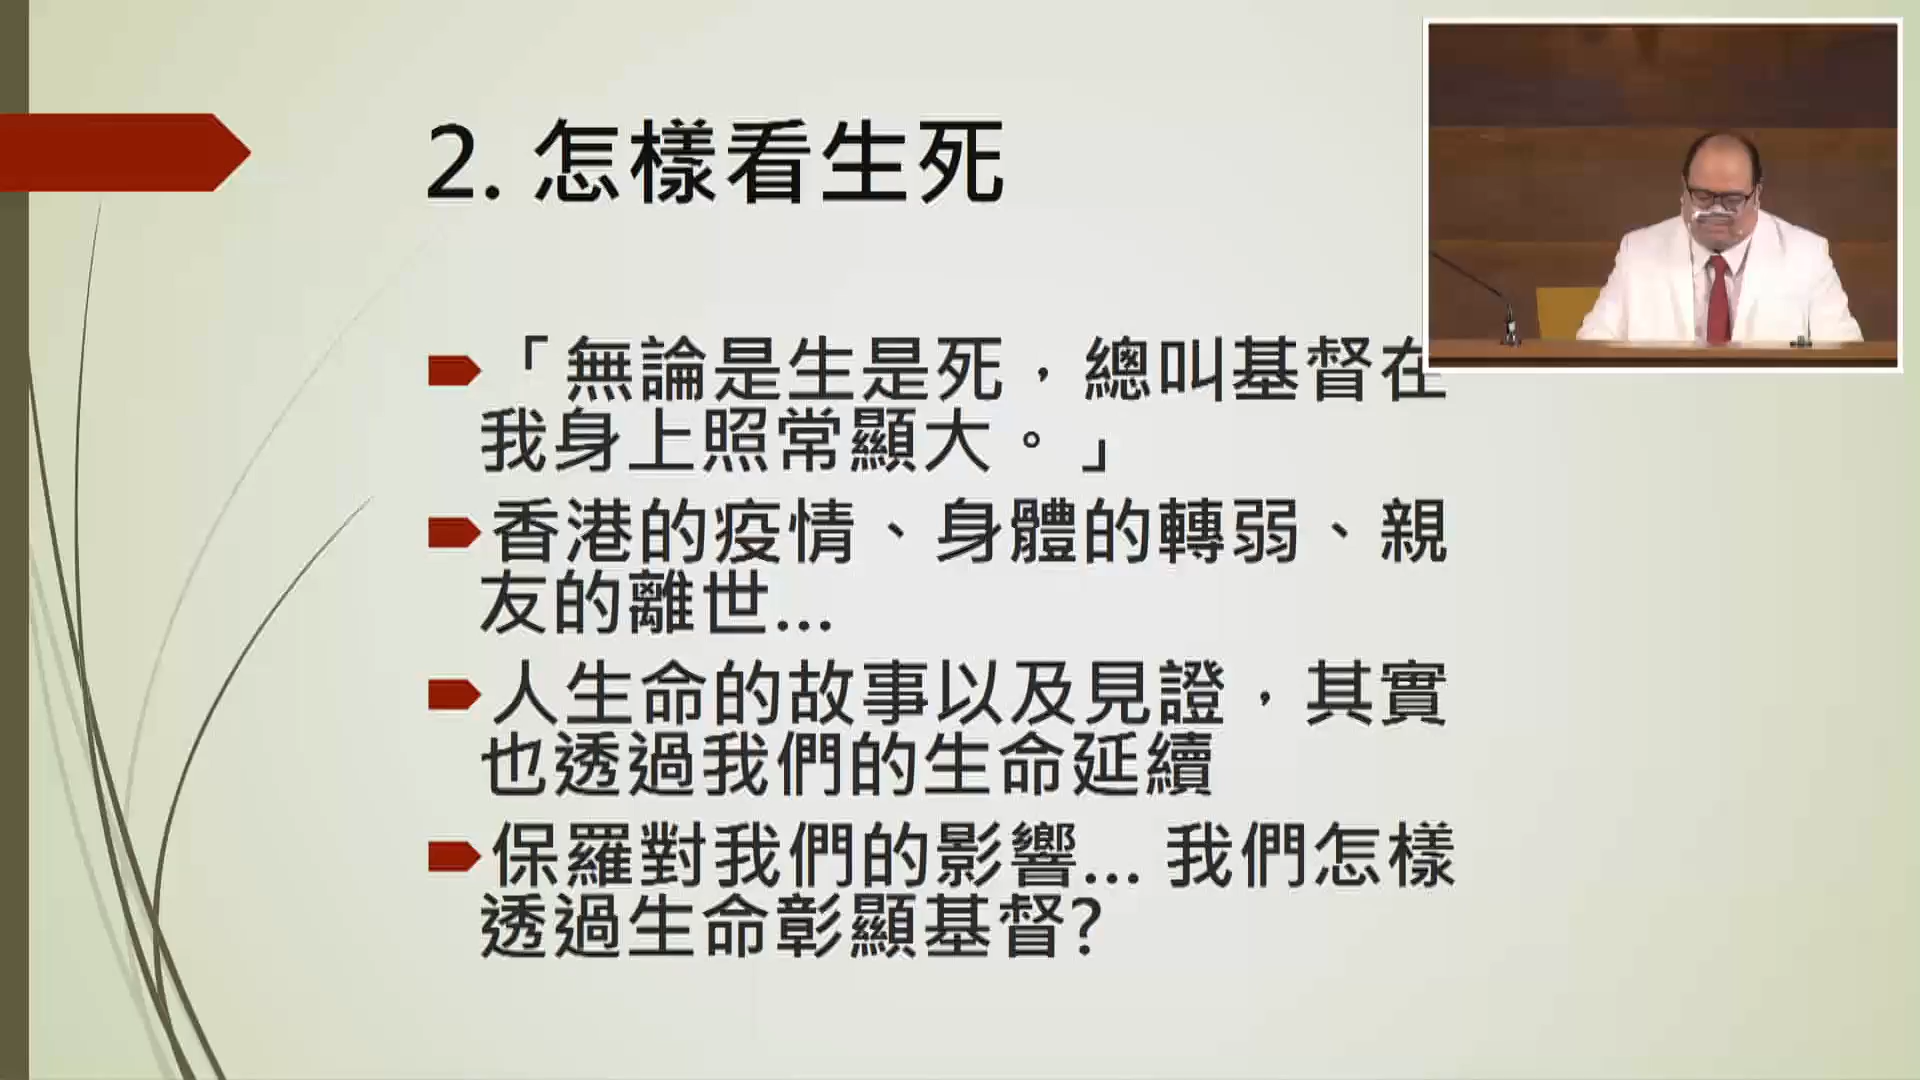 2. 怎樣看生死
「無論是生是死，總叫基督在
我身上照常顯大。」
香港的疫情、身體的轉弱、親
友的離世...
人生命的故事以及見證，其實
也透過我們的生命延續
保羅對我們的影響... 我們怎樣
透過生命彰顯基督?